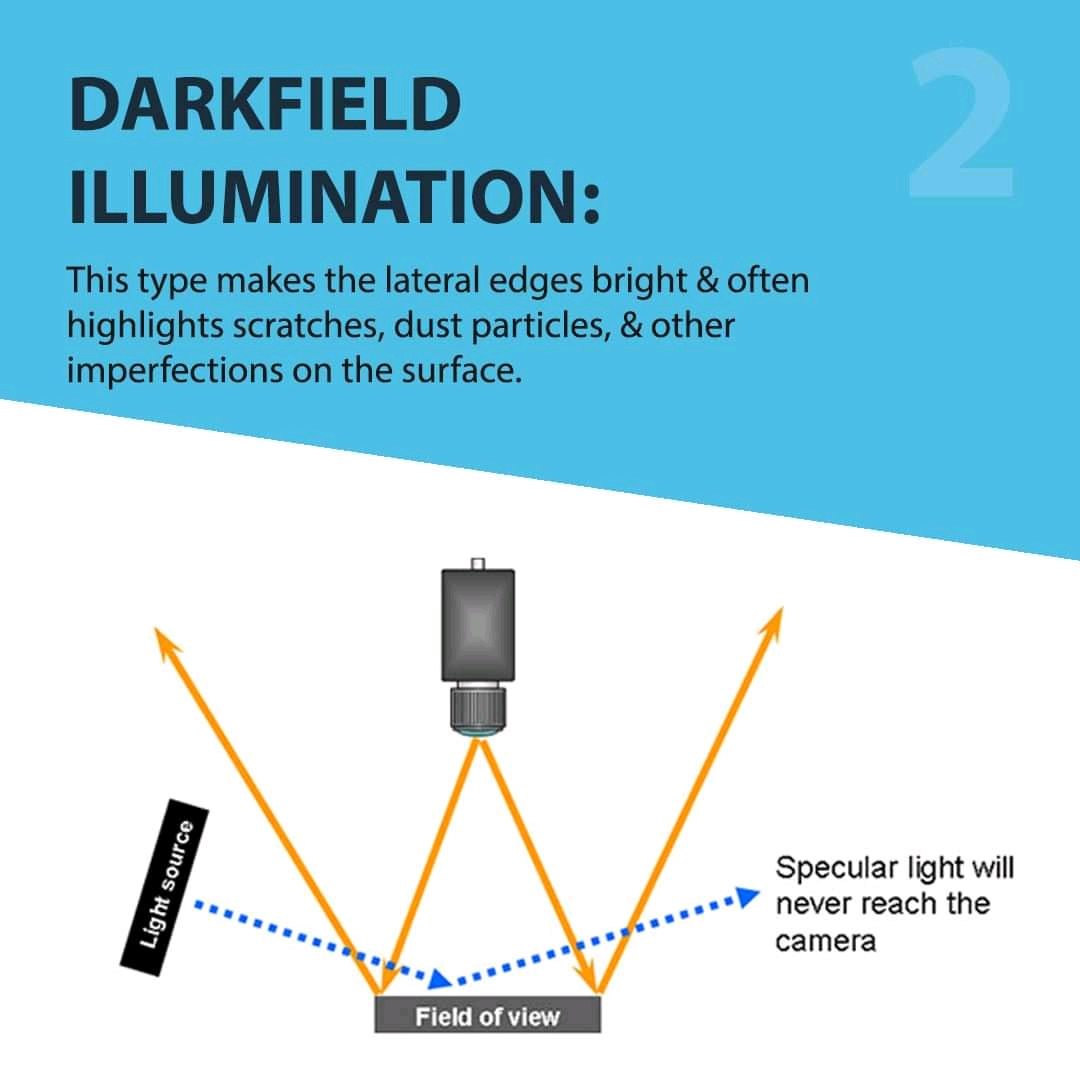 2
DARKFIELD
ILLUMINATION:
This type makes the lateral edges bright & often
highlights scratches, dust particles, & other
imperfections on the surface.
Light source
Specular light will
never reach the
camera
Field of view